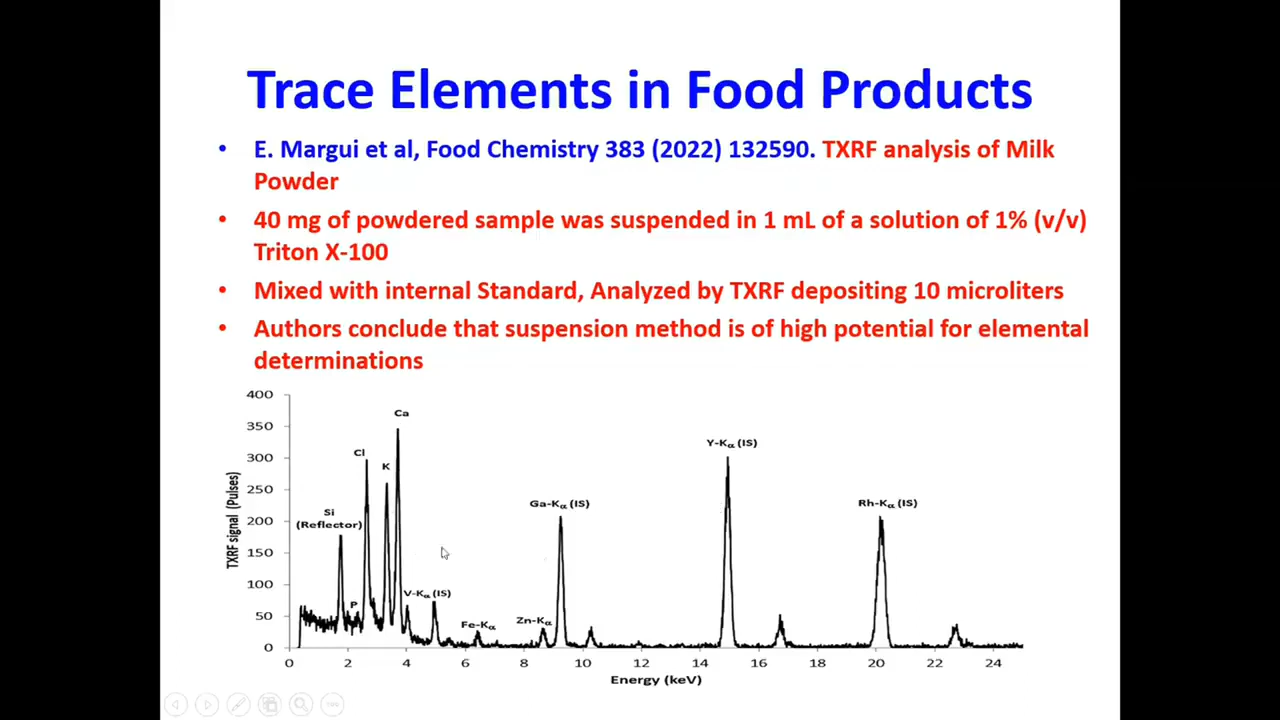 Trace Elements in Food Products
• E. Margui et al, Food Chemistry 383 (2022) 132590. TXRF analysis of Milk
Powder
• 40 mg of powdered sample was suspended in 1 mL of a solution of 1% (v/v)
Triton X-100
• Mixed with internal Standard, Analyzed by TXRF depositing 10 microliters
• Authors conclude that suspension method is of high potential for elemental
determinations
TXRF signal (Pulses)
400
350
300
250
200
150
100
50
0
Si
(Reflector)
P
Cl
K
Ca
V-Kα (IS)
Fe-Kα
Zn-Kα
Ga-Kα (IS)
Y-Kα (IS)
Rh-Kα (IS)
0 2 4 6 8 10 12 14 16 18 20 22 24
Energy (keV)